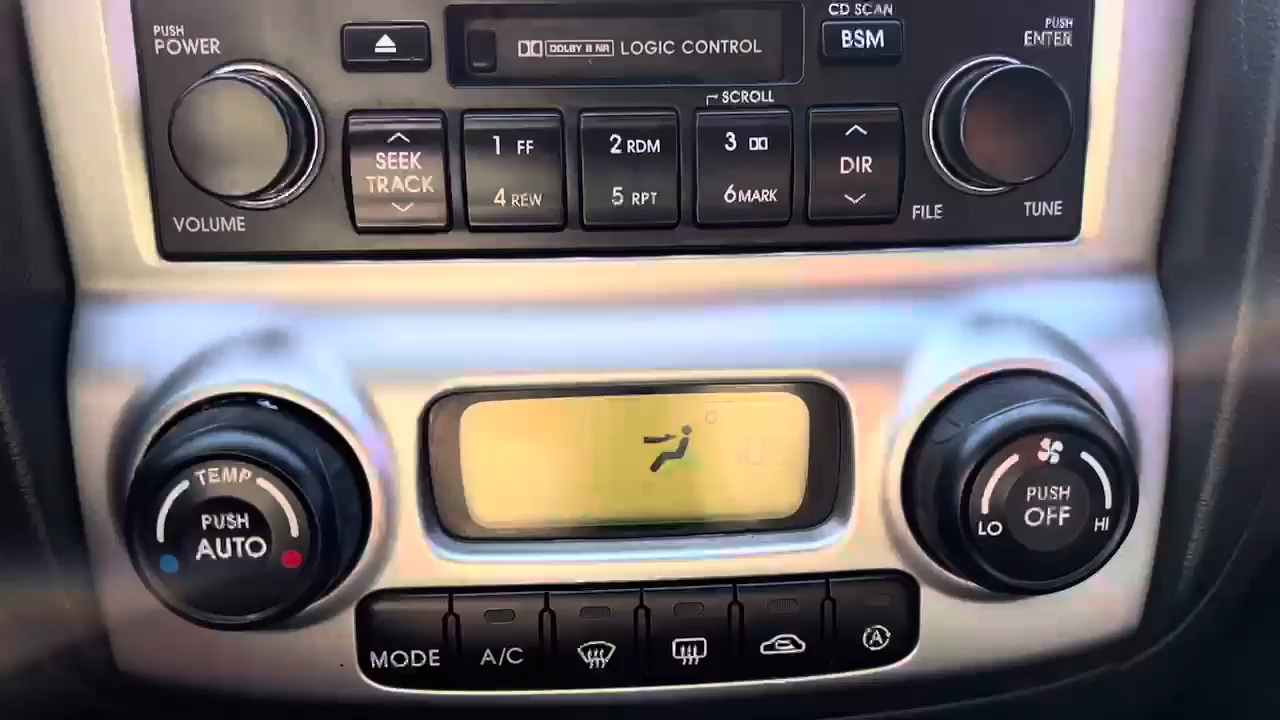 PUSH
POWER
CD SCAN
BSM
PUSH
ENTER
DOLBY B NR LOGIC CONTROL
SCROLL
SEEK
TRACK
1 FF
4 REW
2 RDM
5 RPT
3
6 MARK
DIR
VOLUME
FILE
TUNE
TEMP
PUSH
AUTO
PUSH
OFF
LO
HI
MODE
A/C
A